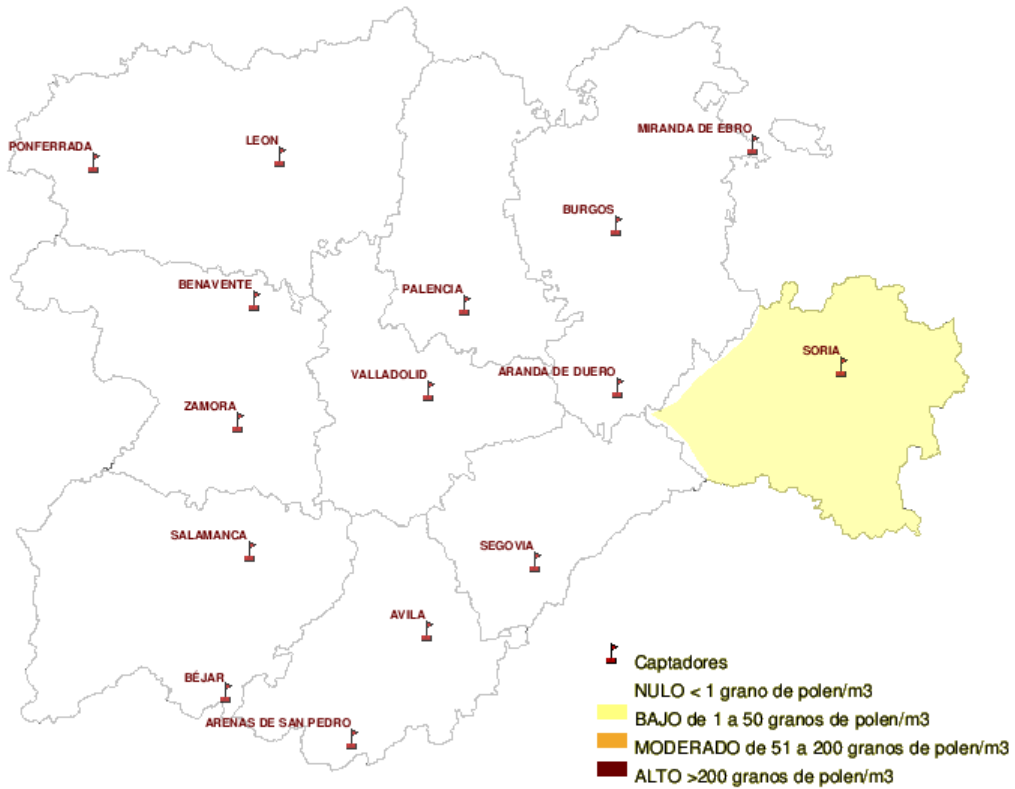 MIRANDA DE EBRO
PONFERRADA
LEON
BURGOS
BENAVENTE
PALENCIA
SORIA
VALLADOLID
ARANDA DE DUERO
ZAMORA
SALAMANCA
SEGOVIA
AVILA
BÉJAR
ARENAS DE SAN PEDRO
Captadores
NULO < 1 grano de polen/m3
BAJO de 1 a 50 granos de polen/m3
MODERADO de 51 a 200 granos de polen/m3
ALTO >200 granos de polen/m3